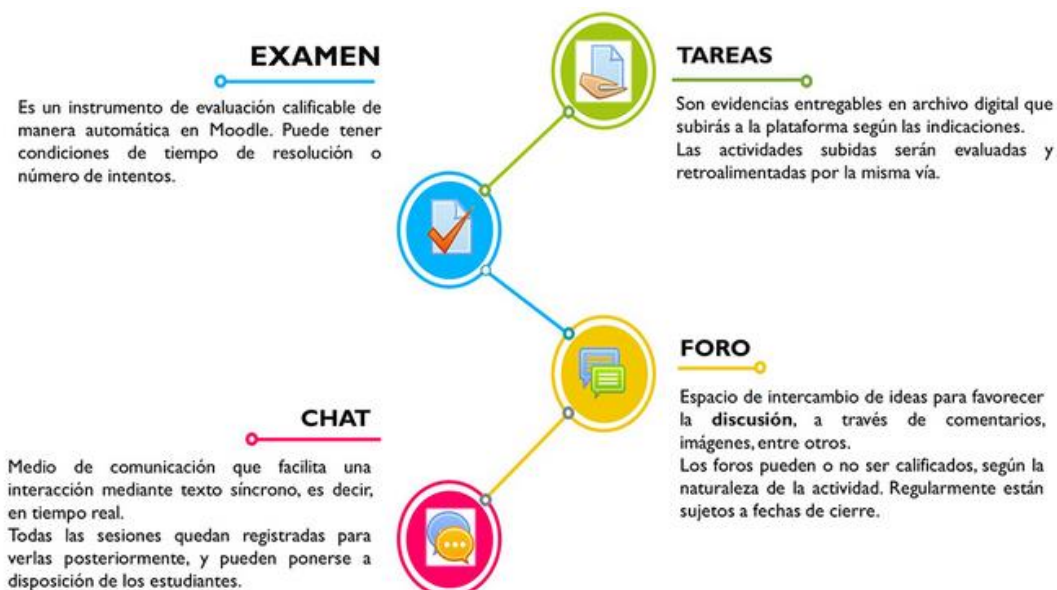 EXAMEN
Es un instrumento de evaluación calificable de
manera automática en Moodle. Puede tener
condiciones de tiempo de resolución o
número de intentos.
TAREAS
Son evidencias entregables en archivo digital que
subirás a la plataforma según las indicaciones.
Las actividades subidas serán evaluadas y
retroalimentadas por la misma vía.
FORO
Espacio de intercambio de ideas para favorecer
la discusión, a través de comentarios,
imágenes, entre otros.
Los foros pueden o no ser calificados, según la
naturaleza de la actividad. Regularmente están
sujetos a fechas de cierre.
CHAT
Medio de comunicación que facilita una
interacción mediante texto síncrono, es decir,
en tiempo real.
Todas las sesiones quedan registradas para
verlas posteriormente, y pueden ponerse a
disposición de los estudiantes.